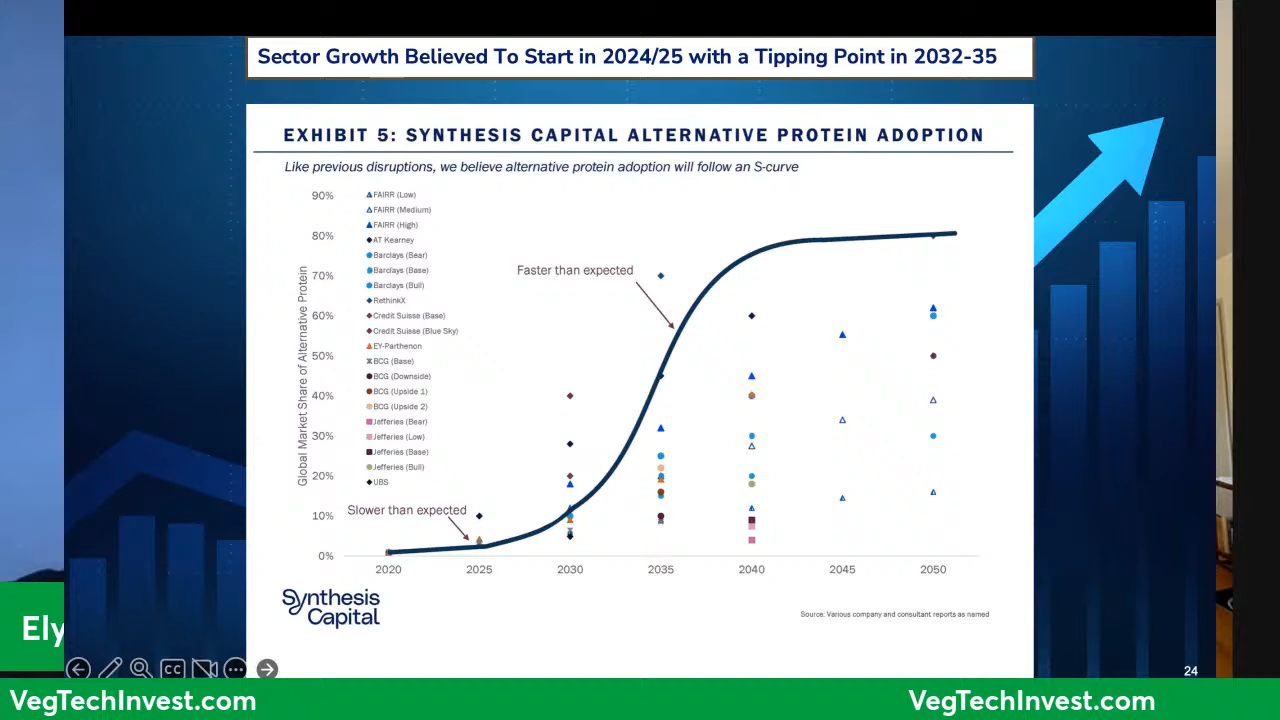 Sector Growth Believed To Start in 2024/25 with a Tipping Point in 2032-35
EXHIBIT 5: SYNTHESIS CAPITAL ALTERNATIVE PROTEIN ADOPTION
Like previous disruptions, we believe alternative protein adoption will follow an S-curve
Global Market Share of Alternative Protein
90%
80%
70%
60%
50%
40%
30%
20%
10%
0%
FAIRR (Low)
FAIRR (Medium)
FAIRR (High)
AT Kearney
Barclays (Bear)
Barclays (Base)
Barclays (Bull)
RethinkX
Credit Suisse (Base)
Credit Suisse (Blue Sky)
EY-Parthenon
BCG (Base)
BCG (Downside)
BCG (Upside 1)
BCG (Upside 2)
Jefferies (Bear)
Jefferies (Low)
Jefferies (Base)
Jefferies (Bull)
UBS
Faster than expected
Slower than expected
2020 2025 2030 2035 2040 2045 2050
Synthesis
Capital
Source: Various company and consultant reports as named
Ely
CC
24
VegTechInvest.com VegTechInvest.com